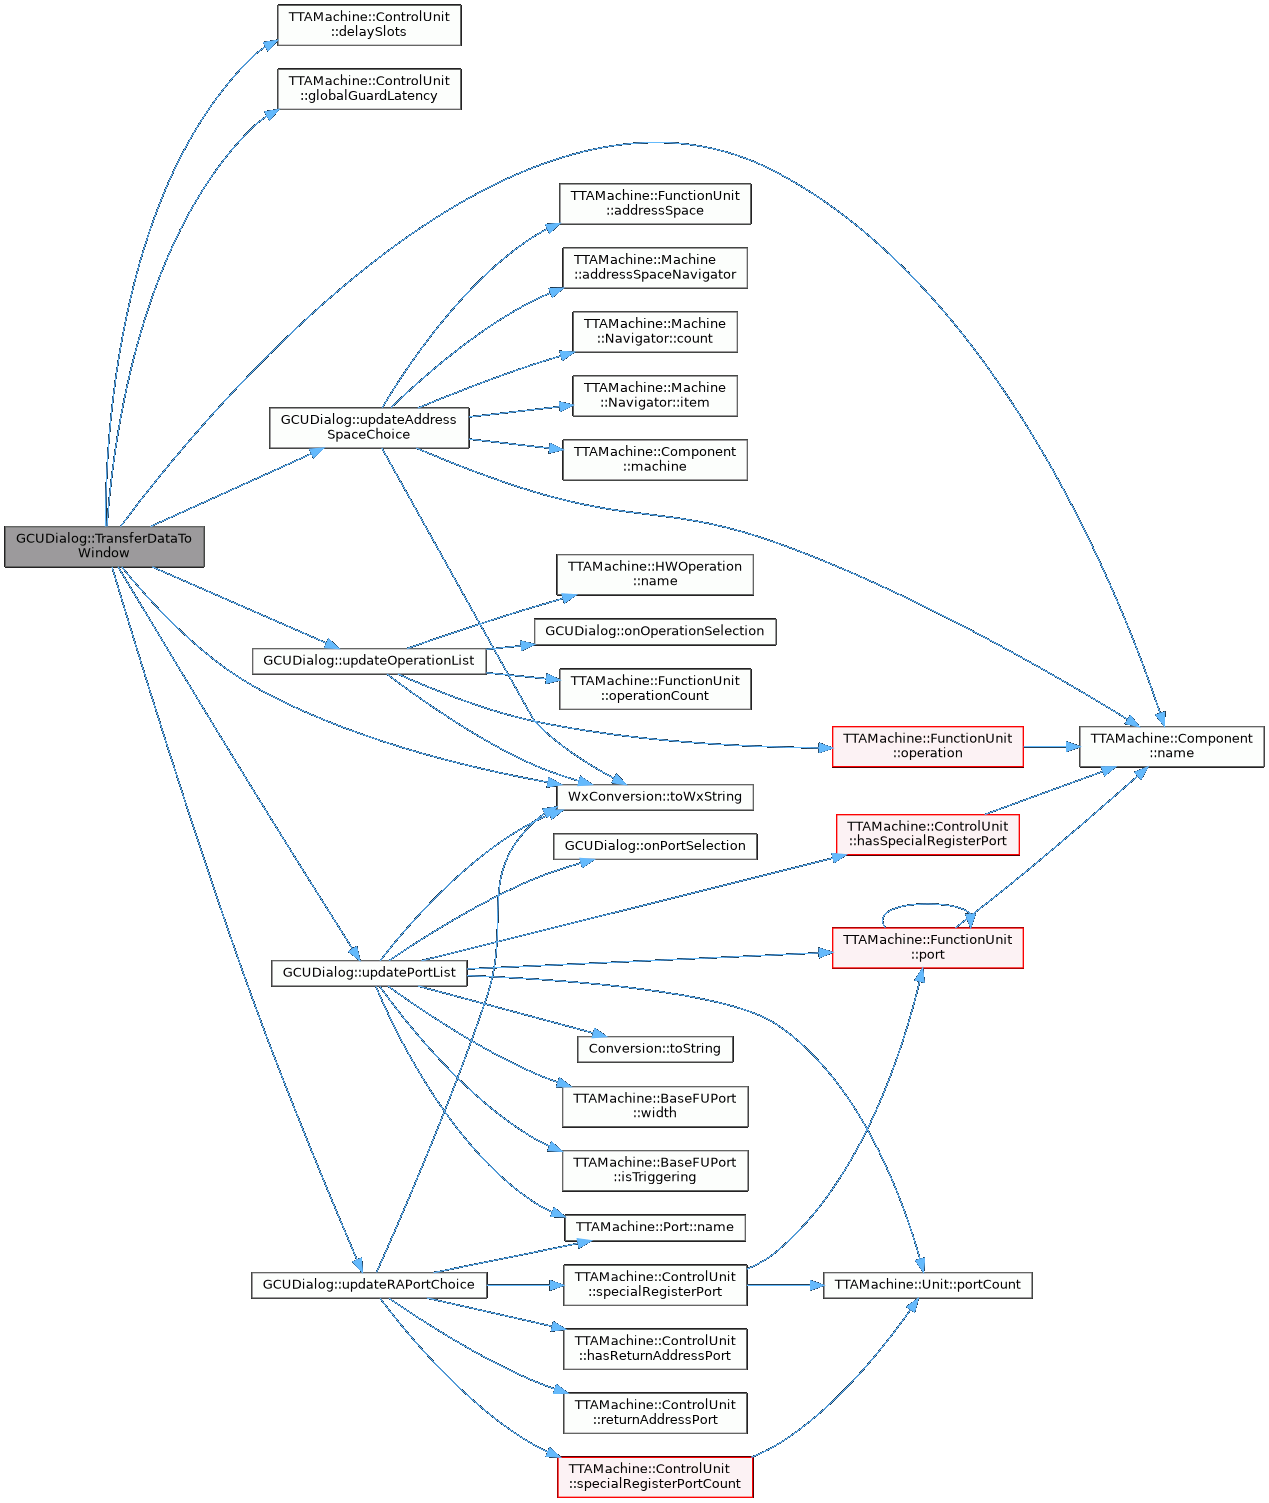 TTAMachine::ControlUnit
::delaySlots
TTAMachine::ControlUnit
::globalGuardLatency
TTAMachine::FunctionUnit
::addressSpace
TTAMachine::Machine
::addressSpaceNavigator
TTAMachine::Machine
::Navigator::count
TTAMachine::Machine
::Navigator::item
GCUDialog::updateAddress
SpaceChoice
TTAMachine::Component
::machine
GCUDialog::TransferDataTo
Window
TTAMachine::HWOperation
::name
GCUDialog::onOperationSelection
GCUDialog::updateOperationList
TTAMachine::FunctionUnit
::operationCount
TTAMachine::FunctionUnit
::operation
TTAMachine::Component
::name
WxConversion::toWxString
TTAMachine::ControlUnit
::hasSpecialRegisterPort
GCUDialog::onPortSelection
TTAMachine::FunctionUnit
::port
GCUDialog::updatePortList
Conversion::toString
TTAMachine::BaseFUPort
::width
TTAMachine::BaseFUPort
::isTriggering
TTAMachine::Port::name
GCUDialog::updateRAPortChoice
TTAMachine::ControlUnit
::specialRegisterPort
TTAMachine::Unit::portCount
TTAMachine::ControlUnit
::hasReturnAddressPort
TTAMachine::ControlUnit
::returnAddressPort
TTAMachine::ControlUnit
::specialRegisterPortCount